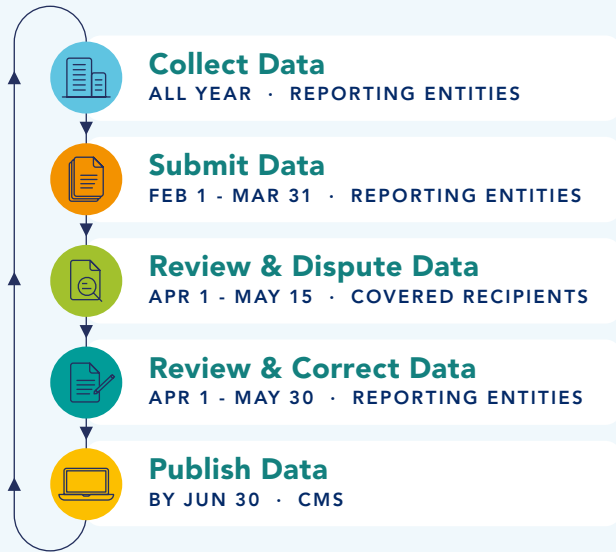 Collect Data
ALL YEAR · REPORTING ENTITIES
Submit Data
FEB 1 - MAR 31 · REPORTING ENTITIES
Review & Dispute Data
APR 1 - MAY 15 · COVERED RECIPIENTS
Review & Correct Data
APR 1 - MAY 30 · REPORTING ENTITIES
Publish Data
BY JUN 30 · CMS